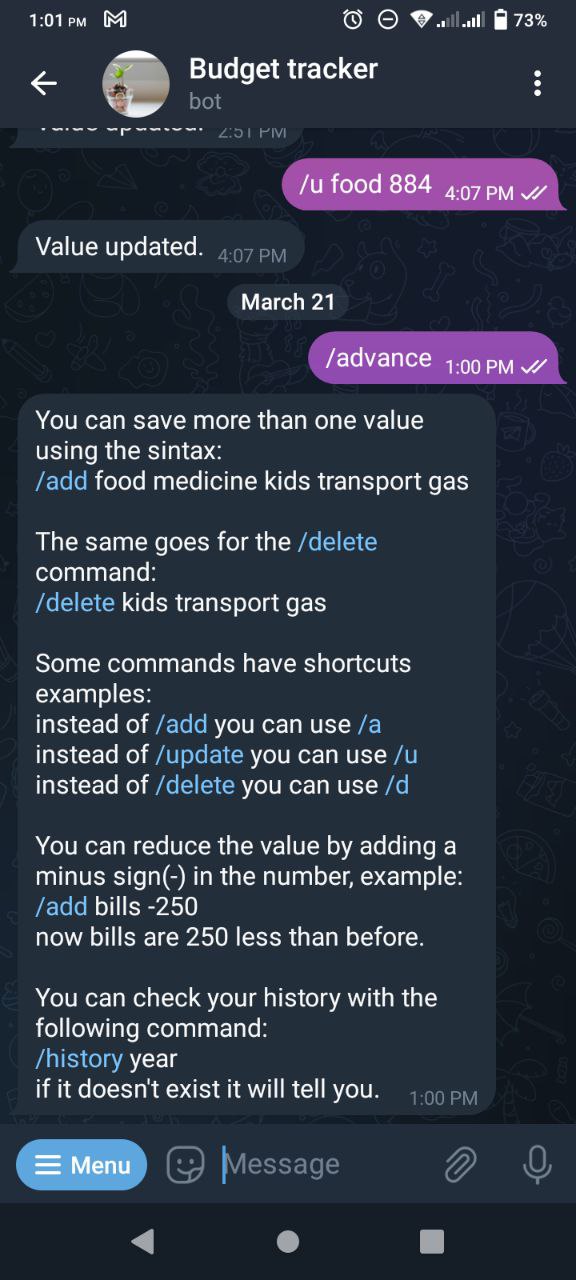 1:01 PM
73%
Budget tracker
bot
Value updated. 2:51 PM
/u food 884 4:07 PM
Value updated. 4:07 PM
March 21
/advance 1:00 PM
You can save more than one value
using the sintax:
/add food medicine kids transport gas
The same goes for the /delete
command:
/delete kids transport gas
Some commands have shortcuts
examples:
instead of /add you can use /a
instead of /update you can use /u
instead of /delete you can use /d
You can reduce the value by adding a
minus sign(-) in the number, example:
/add bills -250
now bills are 250 less than before.
You can check your history with the
following command:
/history year
if it doesn't exist it will tell you. 1:00 PM
Menu
Message